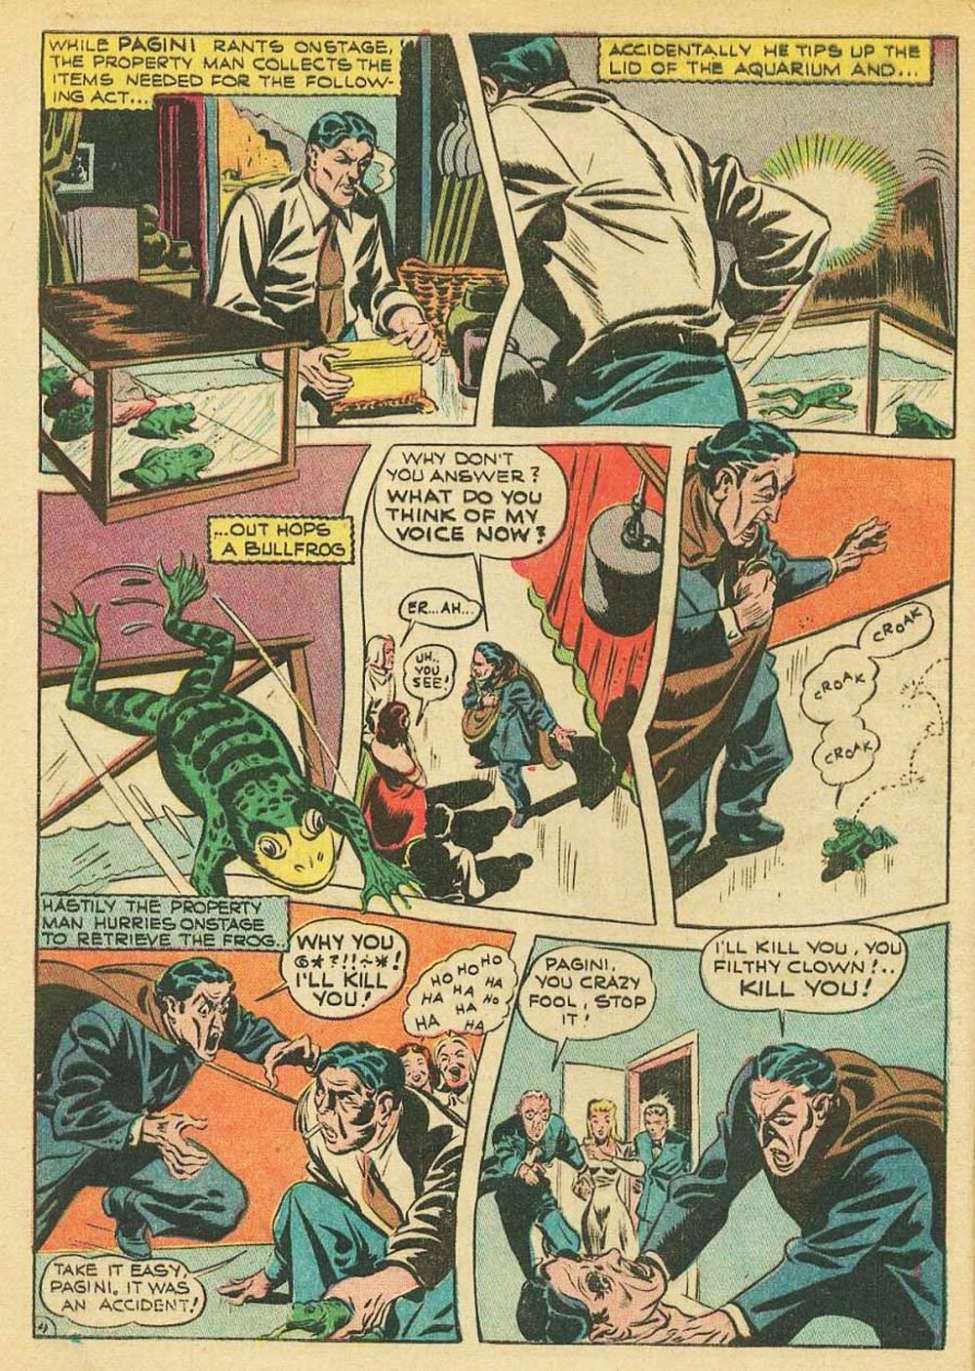 WHILE PAGINI RANTS ONSTAGE,
THE PROPERTY MAN COLLECTS THE
ITEMS NEEDED FOR THE FOLLOW-
ING ACT...
ACCIDENTALLY HE TIPS UP THE
LID OF THE AQUARIUM AND...
...OUT HOPS
A BULLFROG
WHY DON'T
YOU ANSWER?
WHAT DO YOU
THINK OF MY
VOICE NOW?
ER...AH...
UH..
YOU
SEE!
CROAK
CROAK
CROAK
HASTILY THE PROPERTY
MAN HURRIES ONSTAGE
TO RETRIEVE THE FROG..
WHY YOU
@*?!!~*!
I'LL KILL
YOU!
HO HO HO
HA HA HA
HA HA HO
HA HA
TAKE IT EASY,
PAGINI. IT WAS
AN ACCIDENT!
PAGINI,
YOU CRAZY
FOOL, STOP
IT!
I'LL KILL YOU, YOU
FILTHY CLOWN!..
KILL YOU!
4